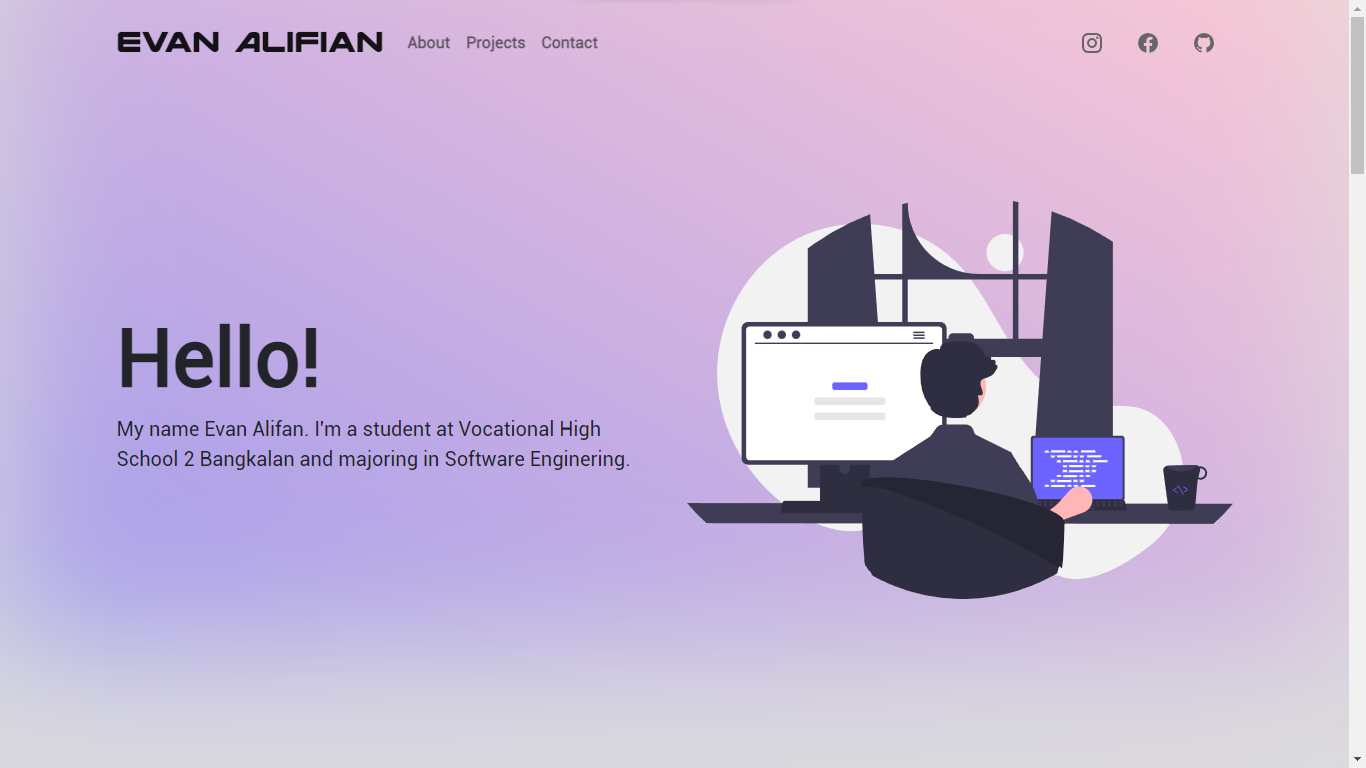 EVAN ALIFIAN About Projects Contact
Hello!
My name Evan Alifan. I'm a student at Vocational High
School 2 Bangkalan and majoring in Software Enginering.
</>